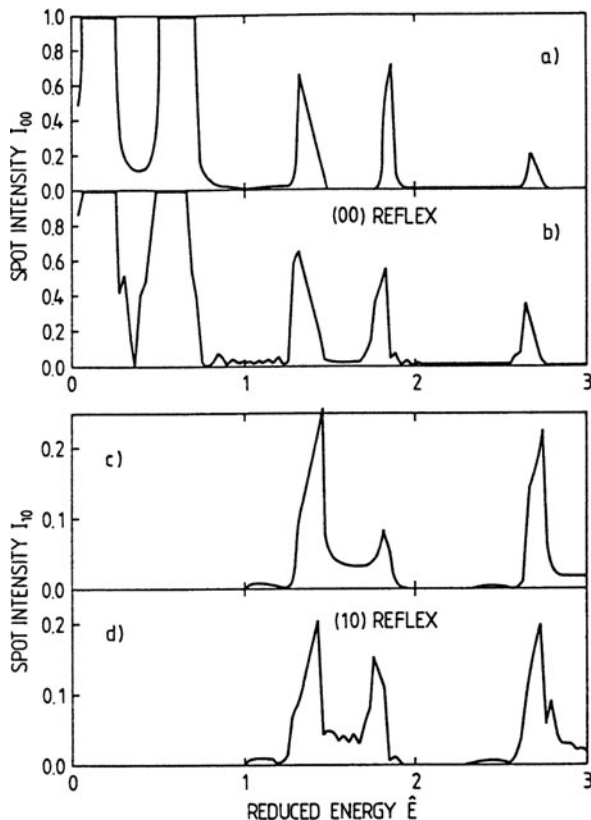 1.0
a)
0.8
0.6
0.4
0.2
0.0
SPOT INTENSITY I00
(00) REFLEX
b)
0.8
0.6
0.4
0.2
0.0
0 1 2 3
c)
0.2
0.1
0.0
SPOT INTENSITY I10
(10) REFLEX
d)
0.2
0.1
0.0
0 1 2 3
REDUCED ENERGY Ê